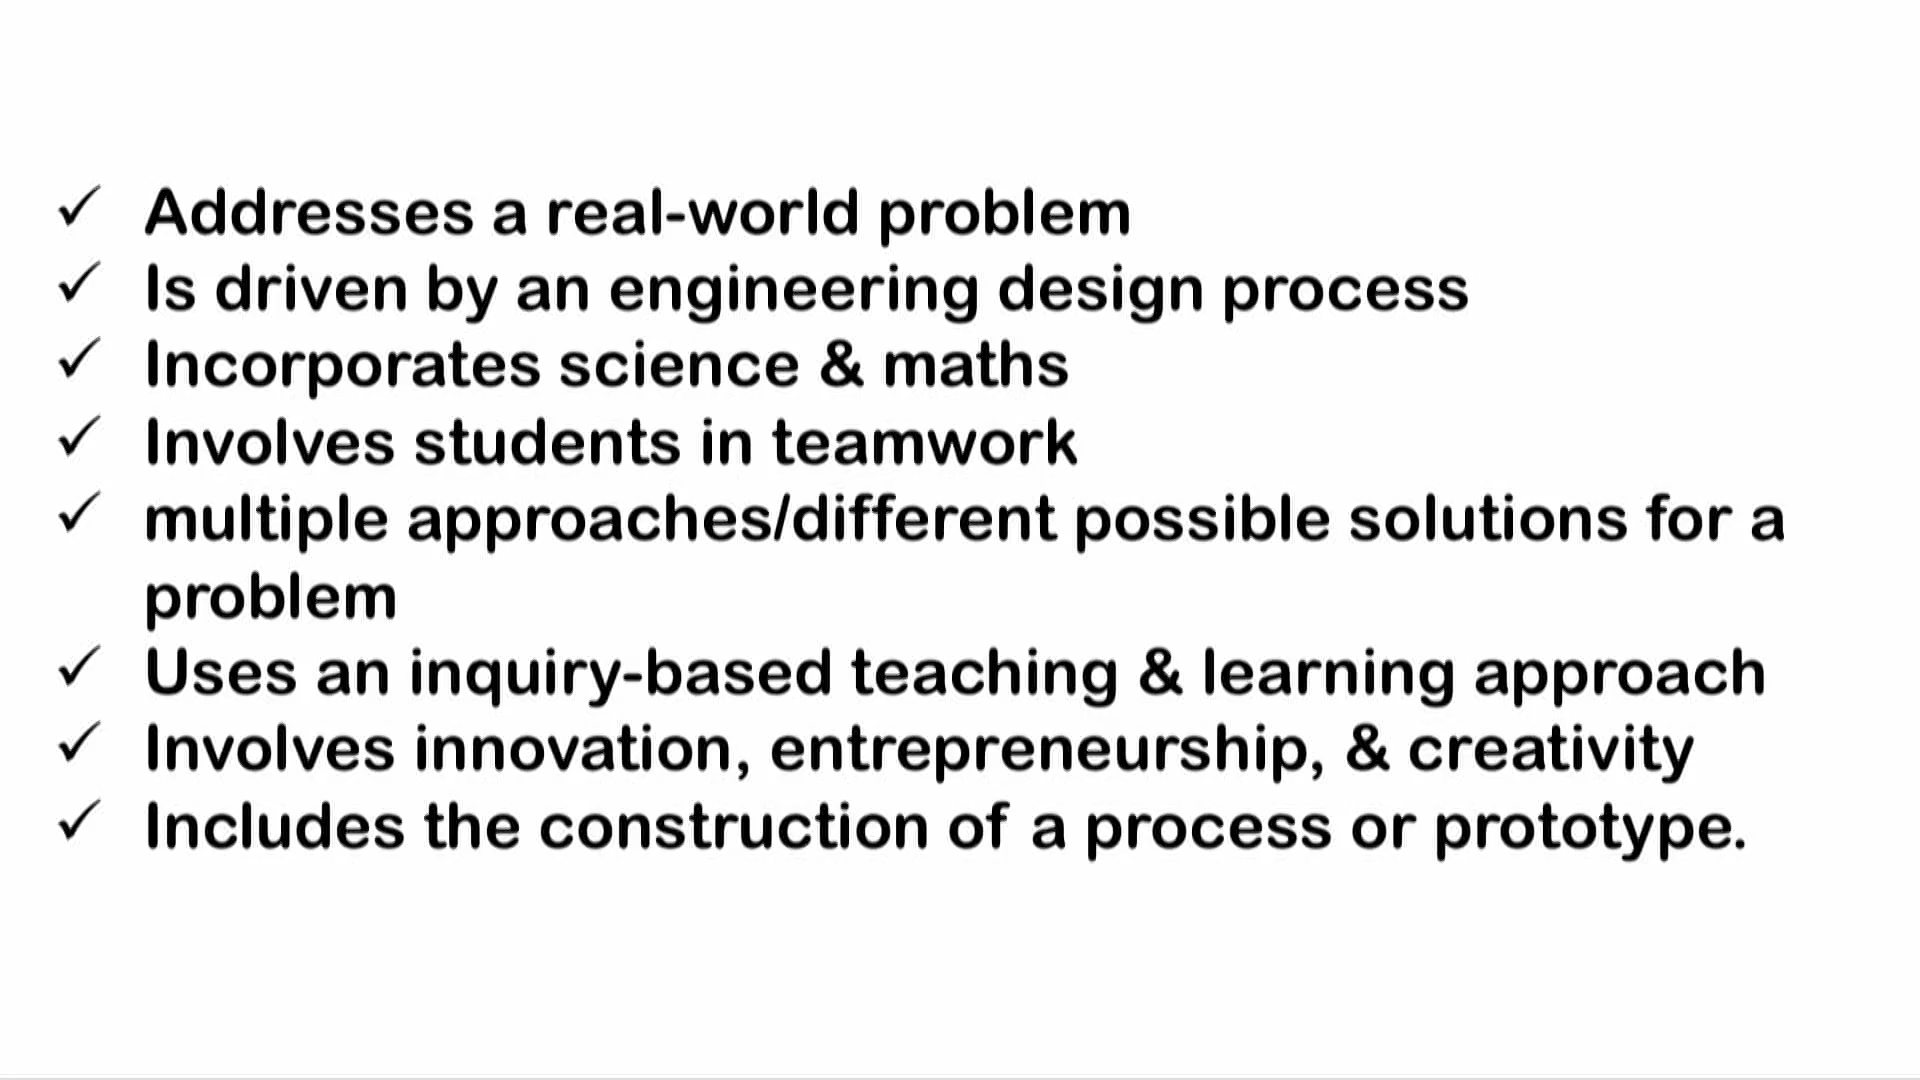 ✓ Addresses a real-world problem
✓ Is driven by an engineering design process
✓ Incorporates science & maths
✓ Involves students in teamwork
✓ multiple approaches/different possible solutions for a
problem
✓ Uses an inquiry-based teaching & learning approach
✓ Involves innovation, entrepreneurship, & creativity
✓ Includes the construction of a process or prototype.